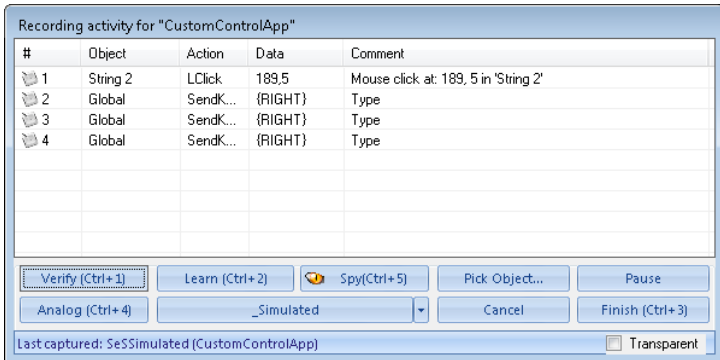 Recording activity for "CustomControlApp"
# Object Action Data Comment
1 String 2 LClick 189,5 Mouse click at: 189, 5 in 'String 2'
2 Global SendK... {RIGHT} Type
3 Global SendK... {RIGHT} Type
4 Global SendK... {RIGHT} Type
Verify (Ctrl+1) Learn (Ctrl+2) Spy(Ctrl+5) Pick Object... Pause
Analog (Ctrl+4) _Simulated Cancel Finish (Ctrl+3)
Last captured: SeSSimulated (CustomControlApp) Transparent